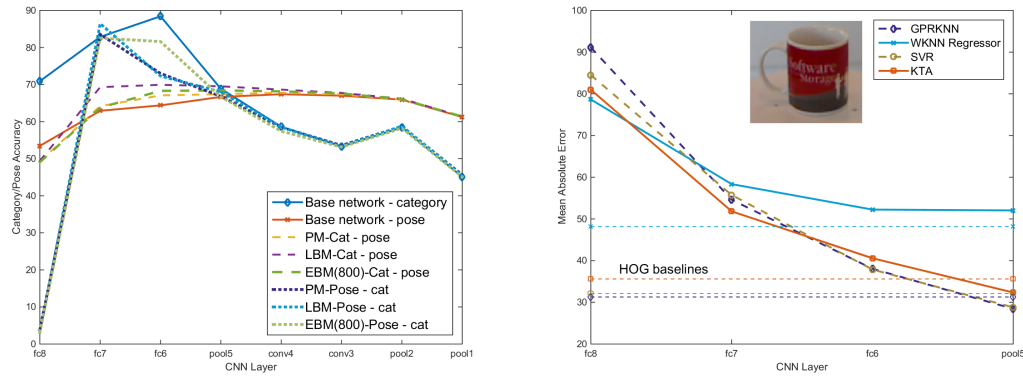 90
80
70
60
50
40
30
20
10
0
Category/Pose Accuracy
Base network - category
Base network - pose
PM-Cat - pose
LBM-Cat - pose
EBM(800)-Cat - pose
PM-Pose - cat
LBM-Pose - cat
EBM(800)-Pose - cat
fc8 fc7 fc6 pool5 conv4 conv3 pool2 pool1
CNN Layer
100
90
80
70
60
50
40
30
20
Mean Absolute Error
Software
Storage
GPRKNN
WKNN Regressor
SVR
KTA
HOG baselines
fc8 fc7 fc6 pool5
CNN Layer